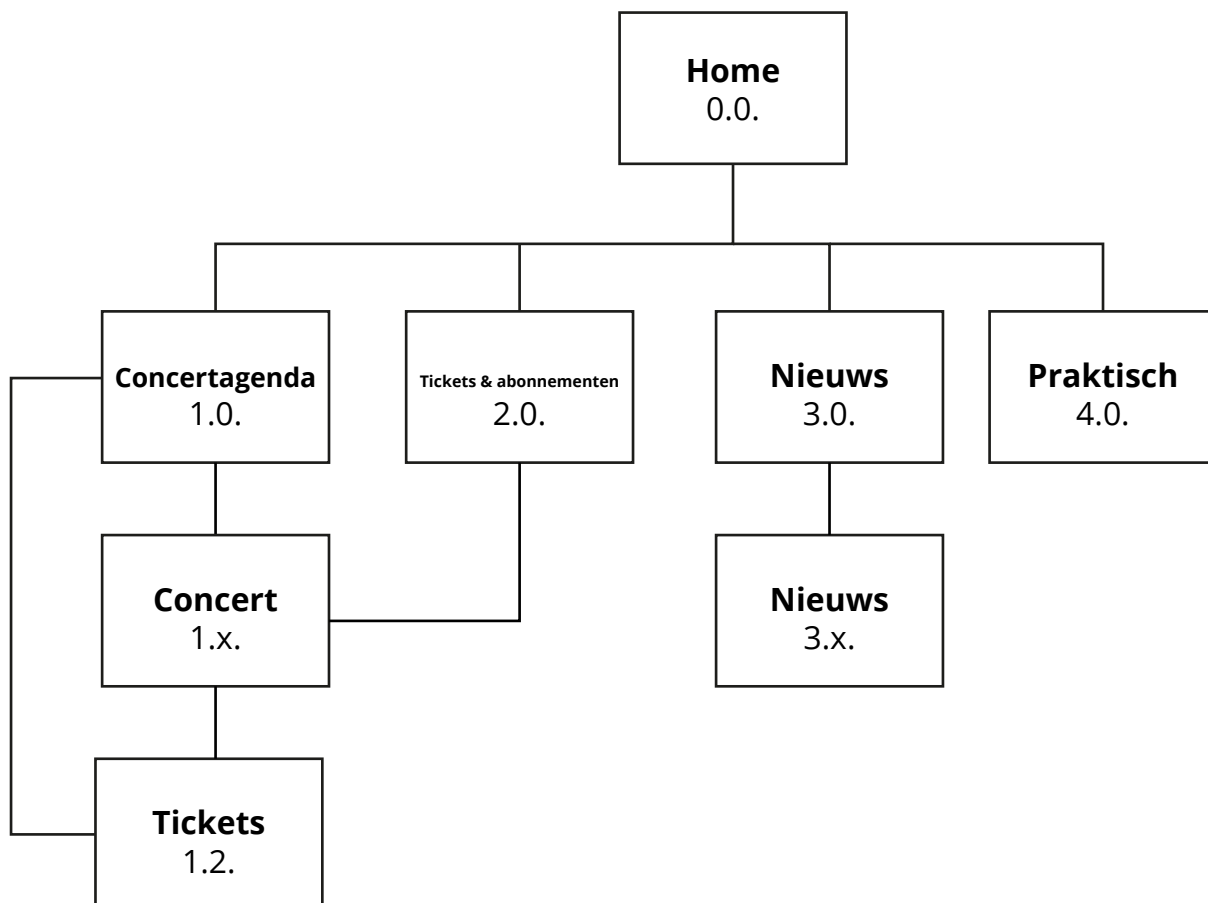 Home
0.0.
Concertagenda
1.0.
Tickets & abonnementen
2.0.
Nieuws
3.0.
Praktisch
4.0.
Concert
1.x.
Nieuws
3.x.
Tickets
1.2.